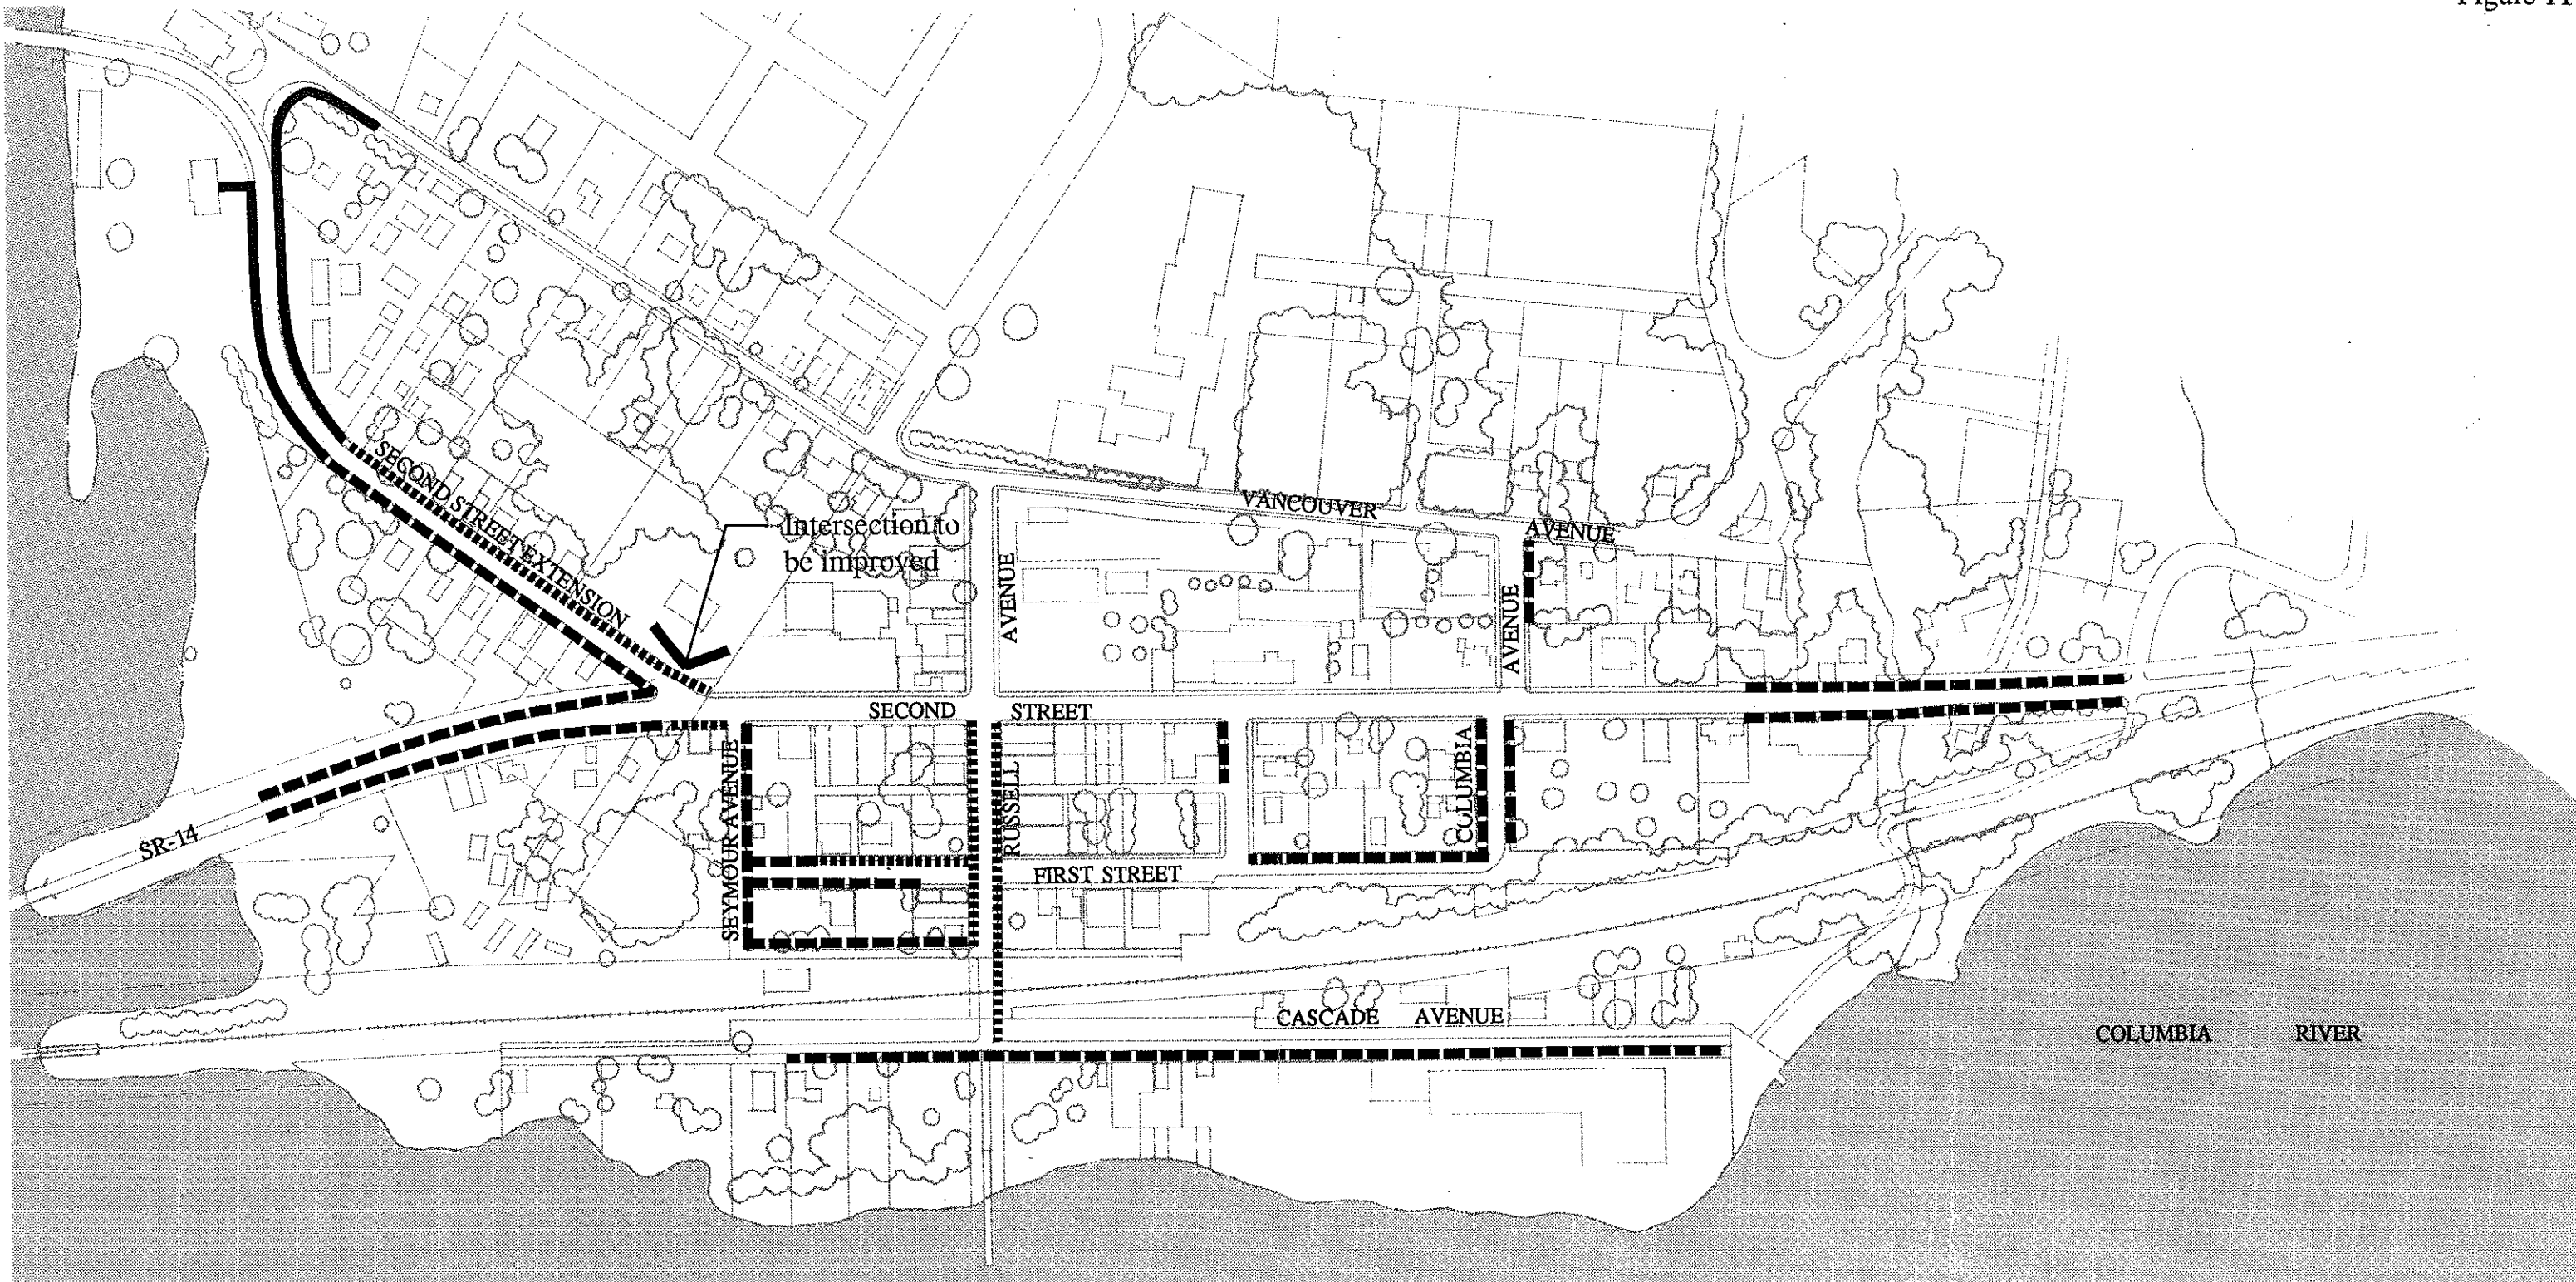 Figure 11
SECOND STREET EXTENSION
Intersection to
be improved
VANCOUVER
AVENUE
AVENUE
AVENUE
SECOND STREET
SEYMOUR AVENUE
RUSSELL
COLUMBIA
SR-14
FIRST STREET
CASCADE AVENUE
COLUMBIA RIVER